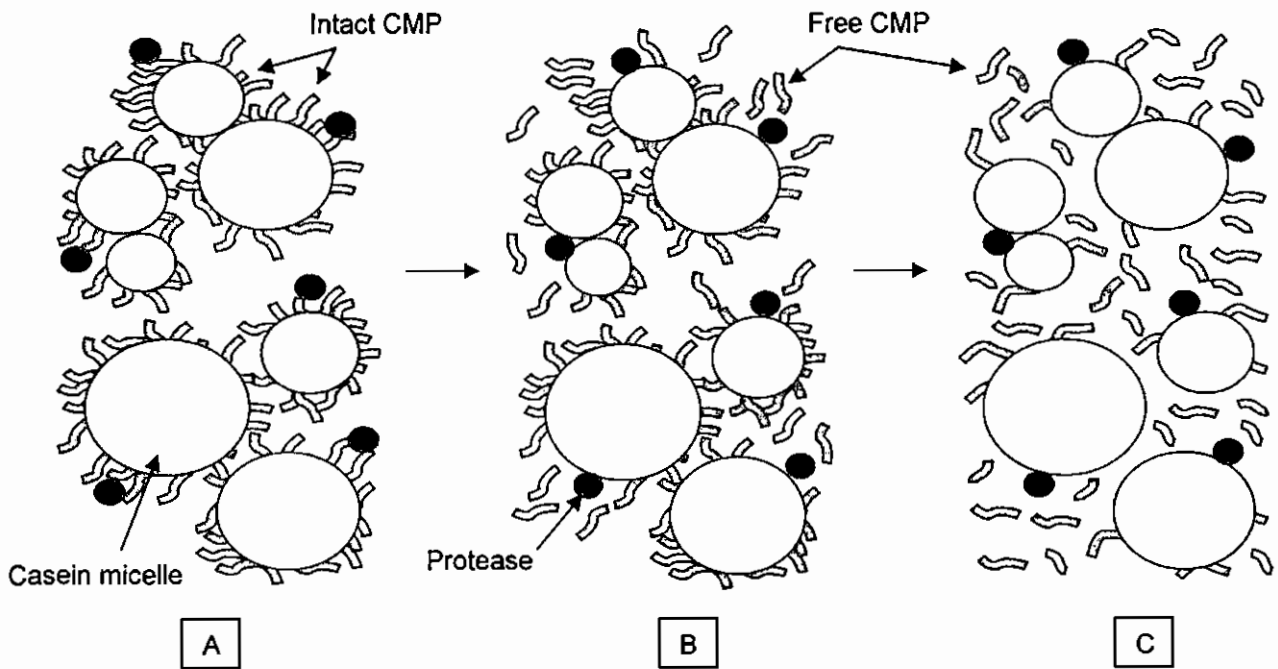 Intact CMP
Free CMP
Casein micelle
Protease
A
B
C